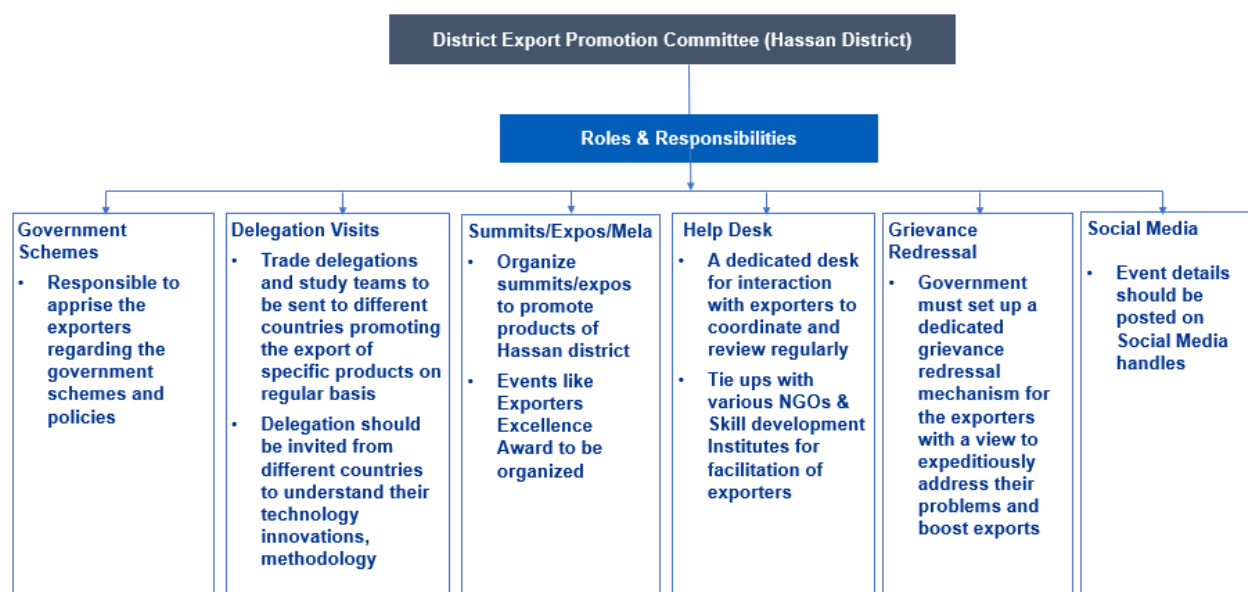 District Export Promotion Committee (Hassan District)
Roles & Responsibilities
Government
Schemes
• Responsible to
apprise the
exporters
regarding the
government
schemes and
policies
Delegation Visits
• Trade delegations
and study teams to
be sent to different
countries promoting
the export of
specific products on
regular basis
• Delegation should
be invited from
different countries
to understand their
technology
innovations,
methodology
Summits/Expos/Mela
• Organize
summits/expos
to promote
products of
Hassan district
• Events like
Exporters
Excellence
Award to be
organized
Help Desk
• A dedicated desk
for interaction
with exporters to
coordinate and
review regularly
• Tie ups with
various NGOs &
Skill development
Institutes for
facilitation of
exporters
Grievance
Redressal
• Government
must set up a
dedicated
grievance
redressal
mechanism for
the exporters
with a view to
expeditiously
address their
problems and
boost exports
Social Media
• Event details
should be
posted on
Social Media
handles